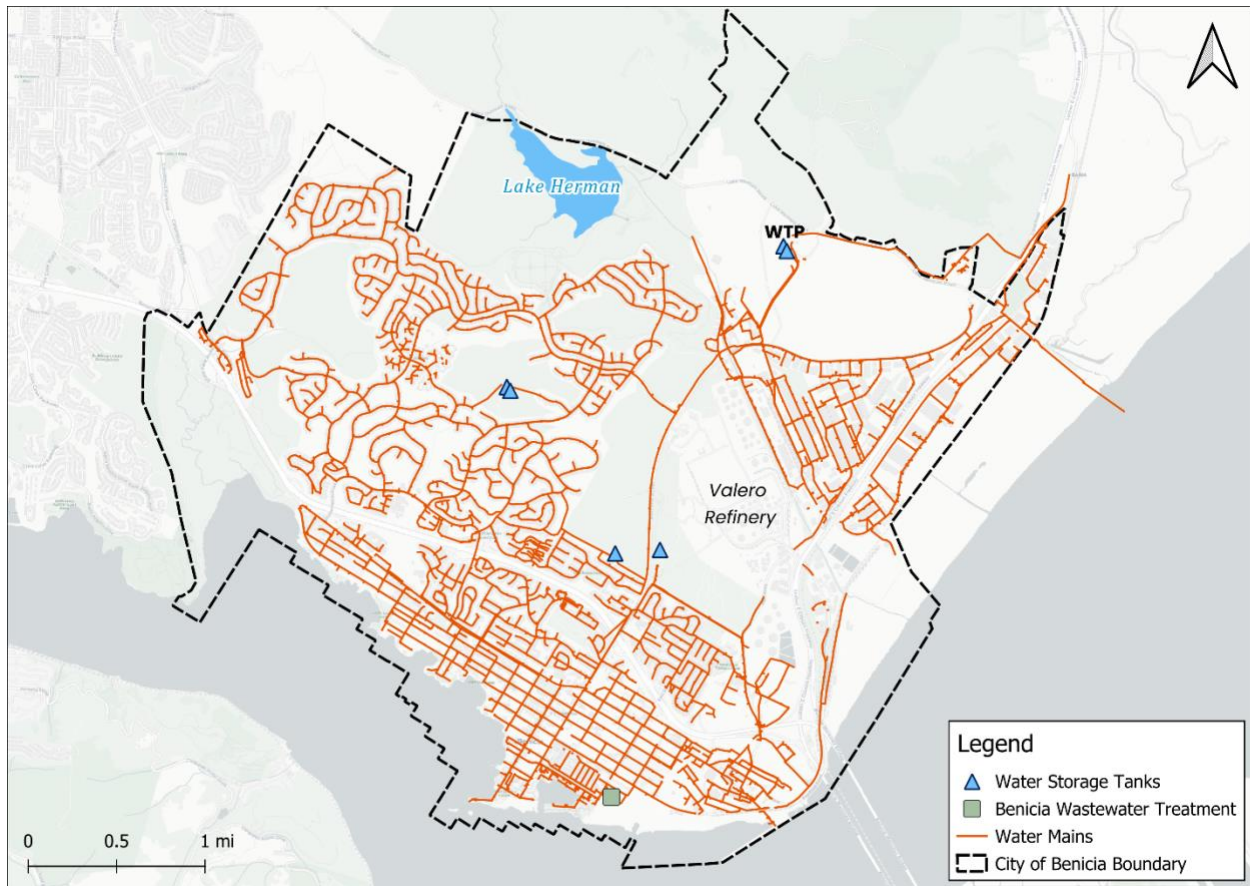 Lake Herman
WTP
Valero
Refinery
Legend
Water Storage Tanks
Benicia Wastewater Treatment
Water Mains
City of Benicia Boundary
0 0.5 1 mi